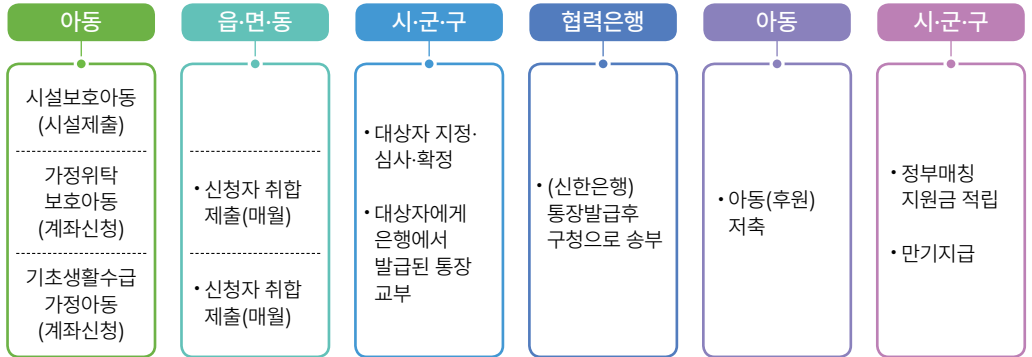 아동
시설보호아동
(시설제출)
가정위탁
보호아동
(계좌신청)
기초생활수급
가정아동
(계좌신청)
읍·면·동
• 신청자 취합
제출(매월)
• 신청자 취합
제출(매월)
시·군·구
• 대상자 지정·
심사·확정
• 대상자에게
은행에서
발급된 통장
교부
협력은행
• (신한은행)
통장발급후
구청으로 송부
아동
• 아동(후원)
저축
시·군·구
• 정부매칭
지원금 적립
• 만기지급